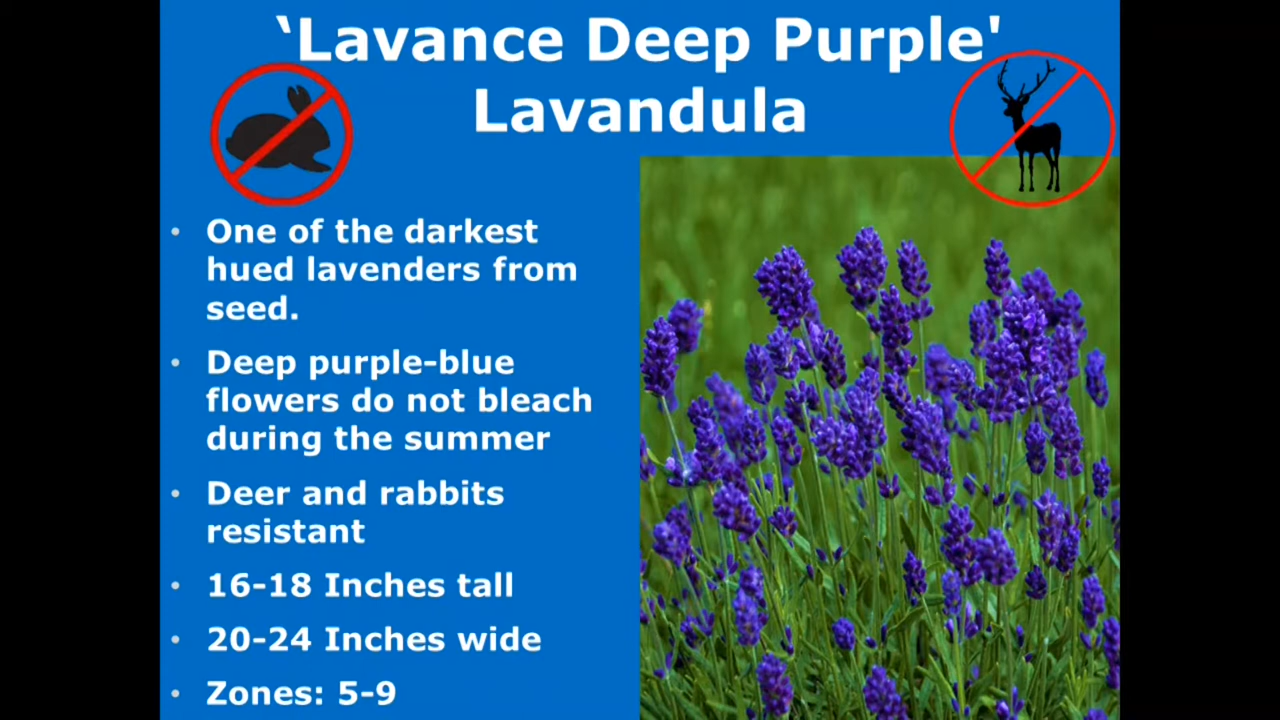 ‘Lavance Deep Purple'
Lavandula
• One of the darkest
hued lavenders from
seed.
• Deep purple-blue
flowers do not bleach
during the summer
• Deer and rabbits
resistant
• 16-18 Inches tall
• 20-24 Inches wide
• Zones: 5-9